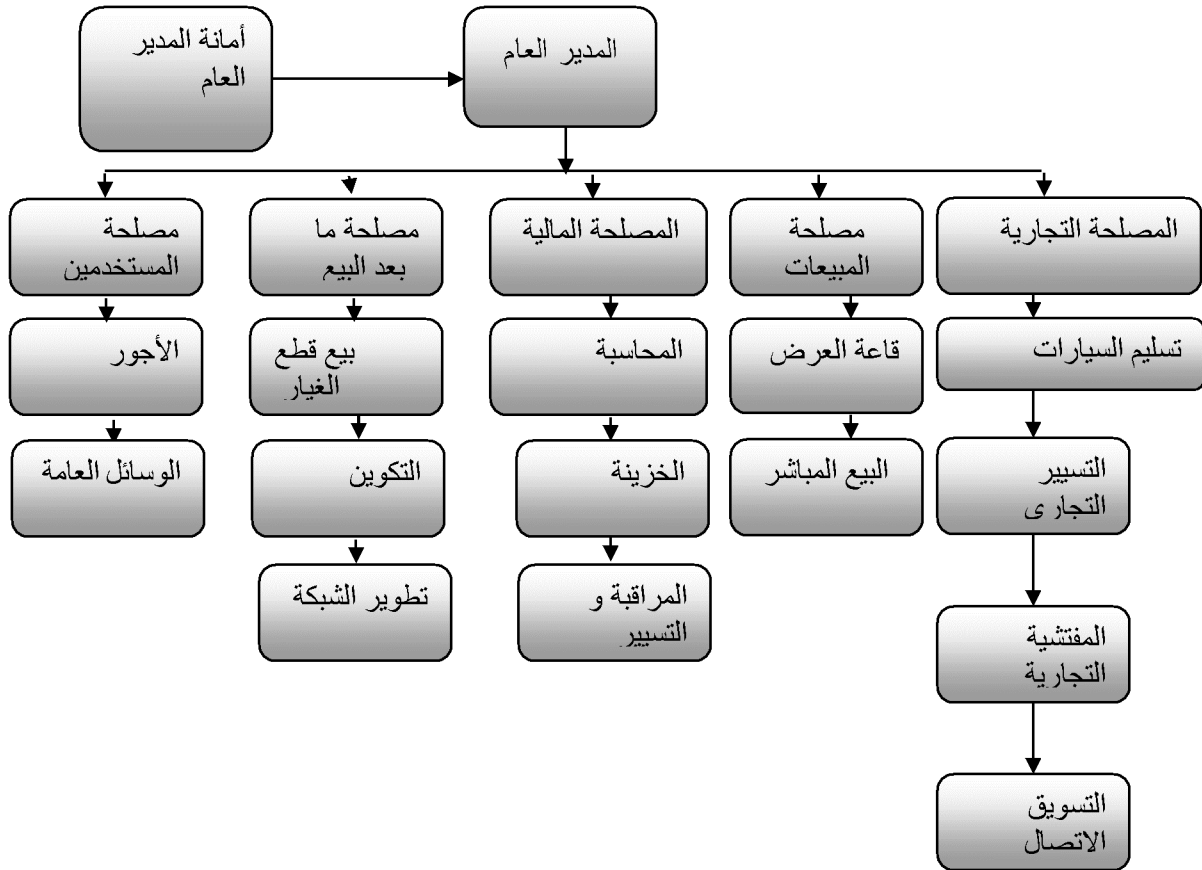 المدير العام
أمانة المدير
العام
المصلحة التجارية
مصلحة
المبيعات
المصلحة المالية
مصلحة ما
بعد البيع
مصلحة
المستخدمين
تسليم السيارات
قاعة العرض
المحاسبة
بيع قطع
الغيار
الأجور
التسيير
التجاري
البيع المباشر
الخزينة
التكوين
الوسائل العامة
المراقبة و
التسيير
تطوير الشبكة
المفتشية
التجارية
التسويق
الاتصال